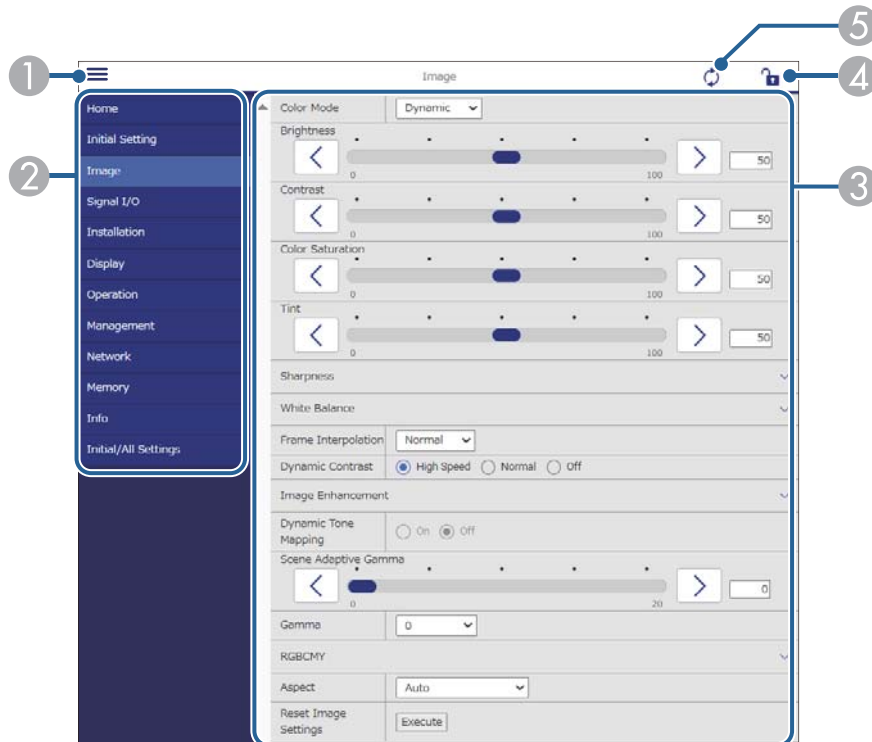 5
1
Image
4
2
3
Home
Initial Setting
Image
Signal I/O
Installation
Display
Operation
Management
Network
Memory
Info
Initial/All Settings
Color Mode Dynamic
Brightness
0 100 50
Contrast
0 100 50
Color Saturation
0 100 50
Tint
0 100 50
Sharpness
White Balance
Frame Interpolation Normal
Dynamic Contrast High Speed Normal Off
Image Enhancement
Dynamic Tone
Mapping
On Off
Scene Adaptive Gamma
0 20 0
Gamma 0
RGBCMY
Aspect Auto
Reset Image
Settings
Execute